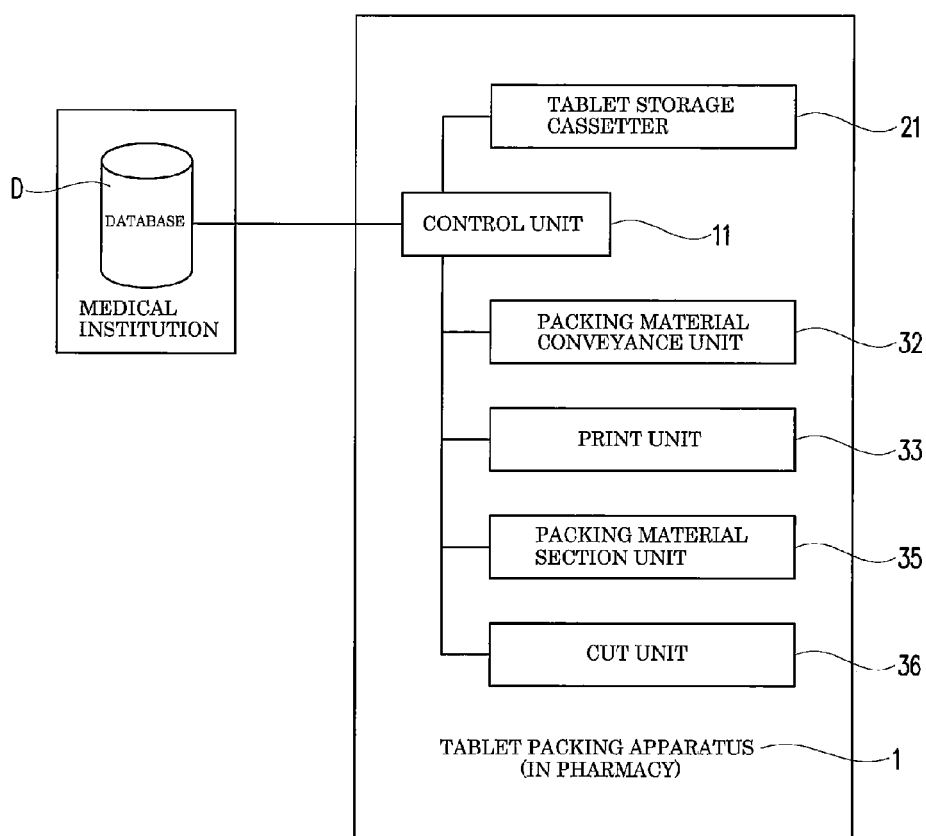 TABLET STORAGE
CASSETTER
21
D
DATABASE
CONTROL UNIT
11
MEDICAL
INSTITUTION
PACKING MATERIAL
CONVEYANCE UNIT
32
PRINT UNIT
33
PACKING MATERIAL
SECTION UNIT
35
CUT UNIT
36
TABLET PACKING APPARATUS
(IN PHARMACY)
1